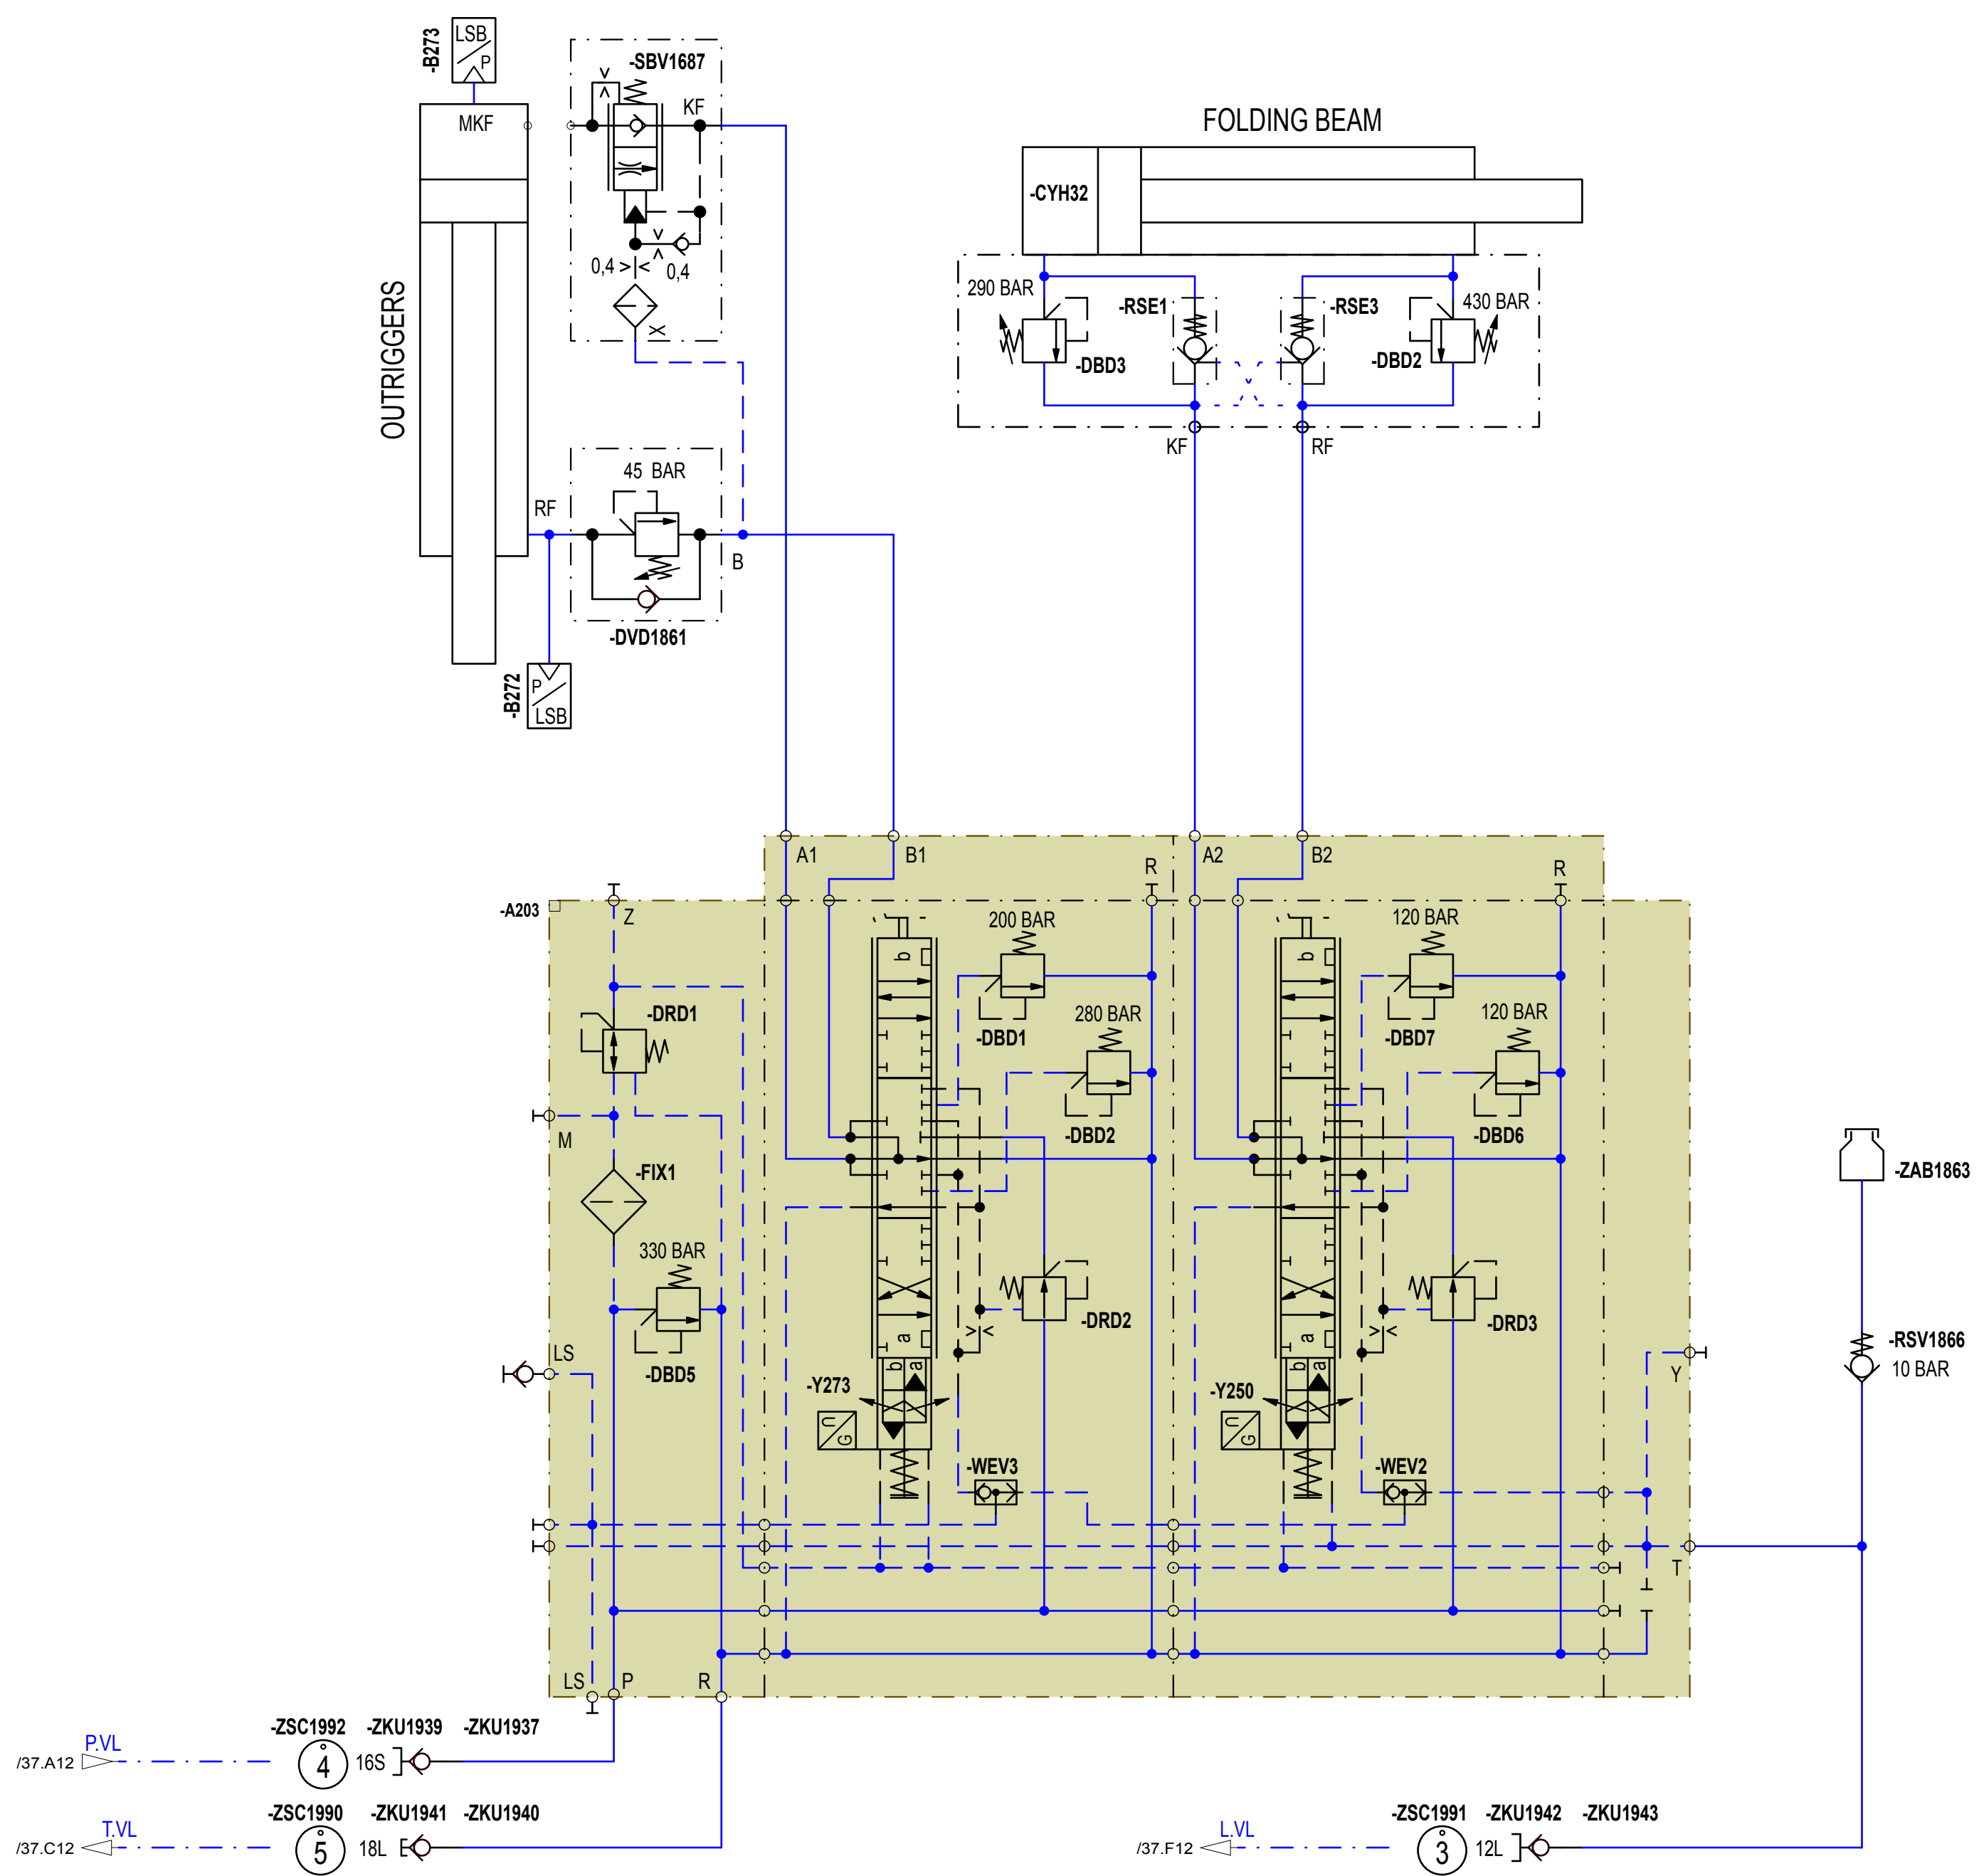 -B273
LSB
P
MKF
-SBV1687
KF
0,4
0,4
X
OUTRIGGERS
FOLDING BEAM
-CYH32
290 BAR
-RSE1
-RSE3
430 BAR
-DBD3
-DBD2
KF
RF
45 BAR
RF
B
-DVD1861
-B272
P
LSB
A1
B1
R
A2
B2
R
-A203
Z
200 BAR
120 BAR
b
b
-DRD1
-DBD1
280 BAR
-DBD7
120 BAR
M
-DBD2
-DBD6
-FIX1
-ZAB1863
330 BAR
-DRD2
-DRD3
a
a
-RSV1866
10 BAR
LS
-DBD5
b a
b a
Y
-Y273
-Y250
U
G
U
G
-WEV3
-WEV2
T
LS
P
R
-ZSC1992 -ZKU1939 -ZKU1937
P.VL
/37.A12
4
16S
-ZSC1990 -ZKU1941 -ZKU1940
T.VL
/37.C12
5
18L
-ZSC1991 -ZKU1942 -ZKU1943
L.VL
/37.F12
3
12L